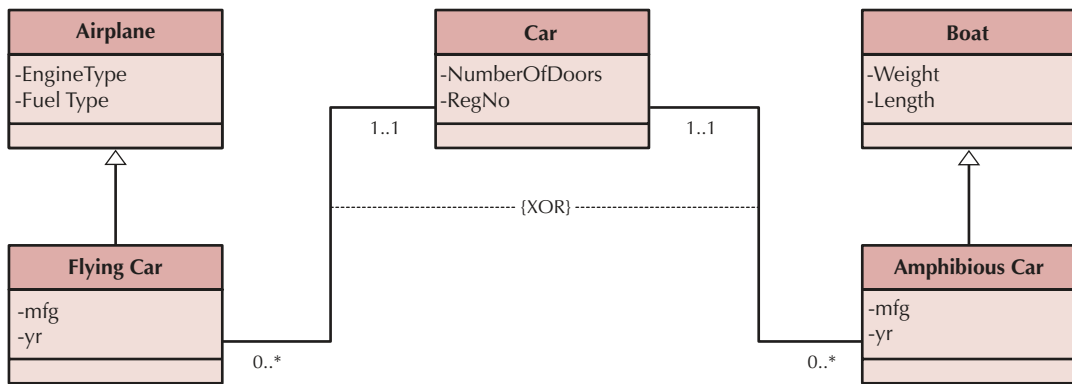 Airplane
-EngineType
-Fuel Type
Car
-NumberOfDoors
-RegNo
Boat
-Weight
-Length
1..1
1..1
{XOR}
Flying Car
-mfg
-yr
0..*
Amphibious Car
-mfg
-yr
0..*